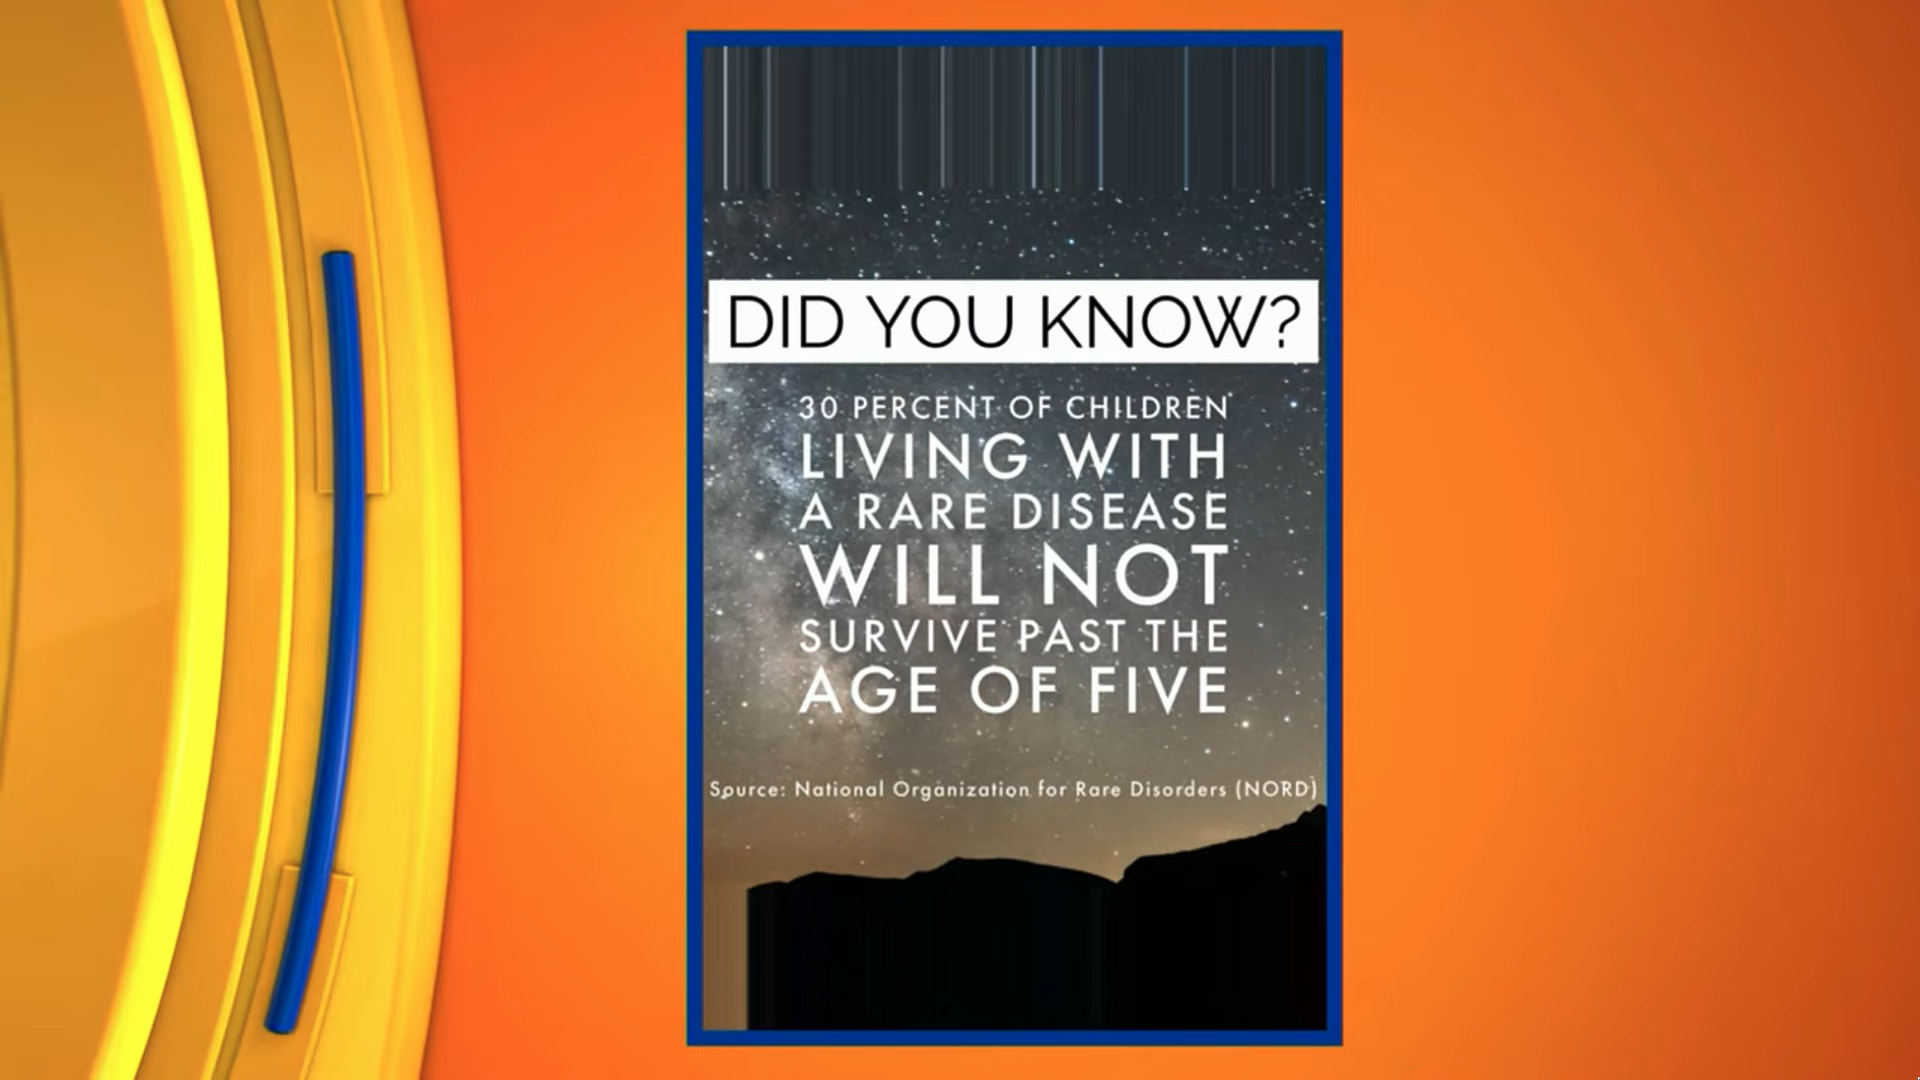 DID YOU KNOW?
30 PERCENT OF CHILDREN
LIVING WITH
A RARE DISEASE
WILL NOT
SURVIVE PAST THE
AGE OF FIVE
Source: National Organization for Rare Disorders (NORD)